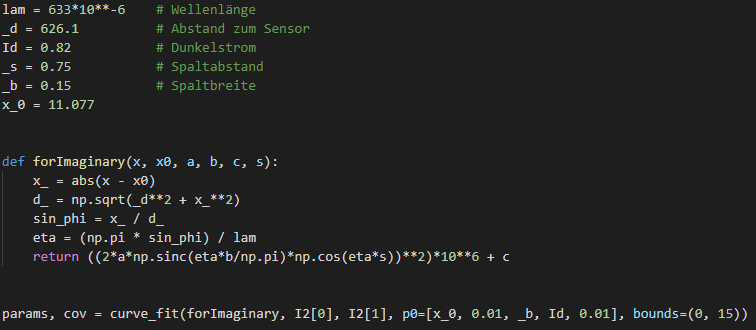 lam = 633*10**-6    # Wellenlänge
_d = 626.1          # Abstand zum Sensor
Id = 0.82           # Dunkelstrom
_s = 0.75           # Spaltabstand
_b = 0.15           # Spaltbreite
x_0 = 11.077
def forImaginary(x, x0, a, b, c, s):
    x_ = abs(x - x0)
    d_ = np.sqrt(_d**2 + x_**2)
    sin_phi = x_ / d_
    eta = (np.pi * sin_phi) / lam
    return ((2*a*np.sinc(eta*b/np.pi)*np.cos(eta*s))**2)*10**6 + c
params, cov = curve_fit(forImaginary, I2[0], I2[1], p0=[x_0, 0.01, _b, Id, 0.01], bounds=(0, 15))